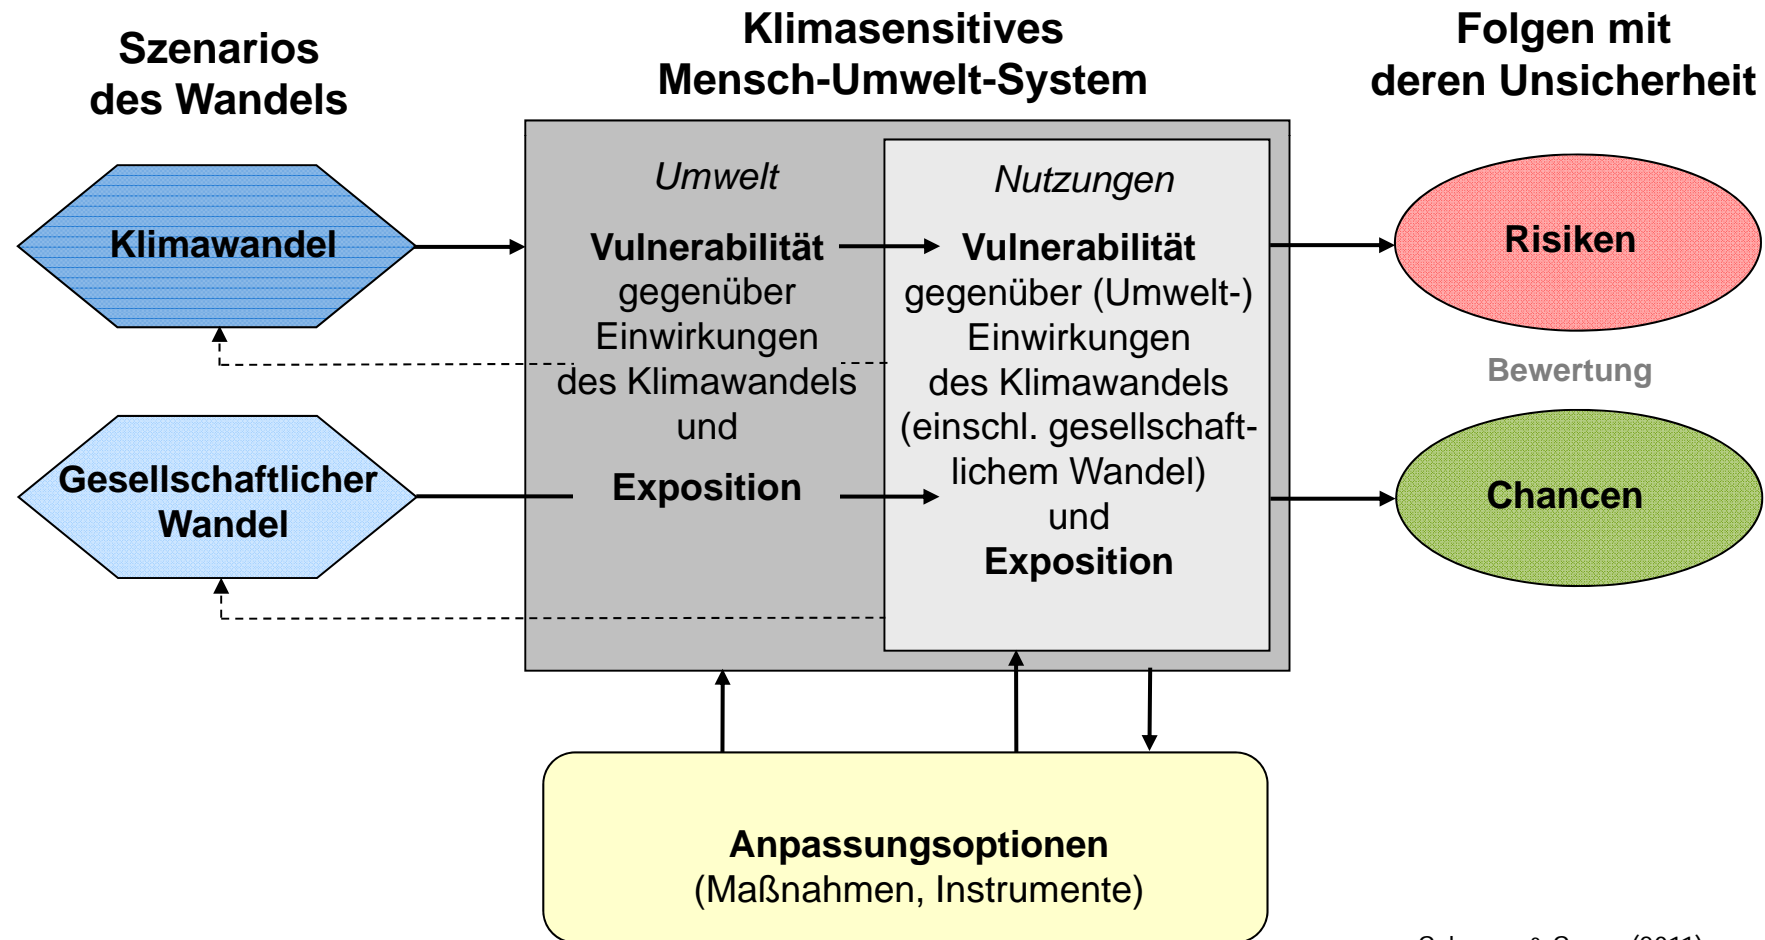 Szenarios
des Wandels
Klimasensitives
Mensch-Umwelt-System
Folgen mit
deren Unsicherheit
Klimawandel
Gesellschaftlicher
Wandel
Umwelt
Vulnerabilität
gegenüber
Einwirkungen
des Klimawandels
und
Exposition
Nutzungen
Vulnerabilität
gegenüber (Umwelt-)
Einwirkungen
des Klimawandels
(einschl. gesellschaft-
lichem Wandel)
und
Exposition
Risiken
Bewertung
Chancen
Anpassungsoptionen
(Maßnahmen, Instrumente)
& (2011)